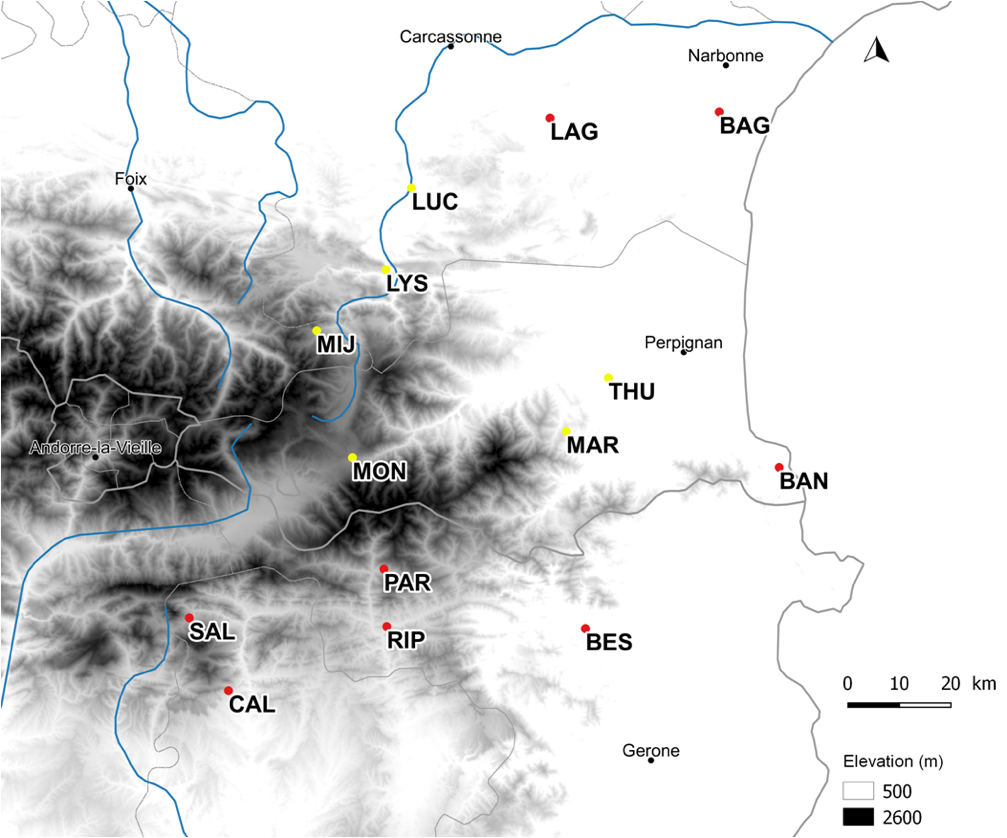 Carcassonne
Narbonne
LAG
BAG
Foix
LUC
LYS
MIJ
Perpignan
THU
MAR
Andorre-la-Vieille
MON
BAN
PAR
SAL
RIP
BES
CAL
0 10 20 km
Gerone
Elevation (m)
500
2600